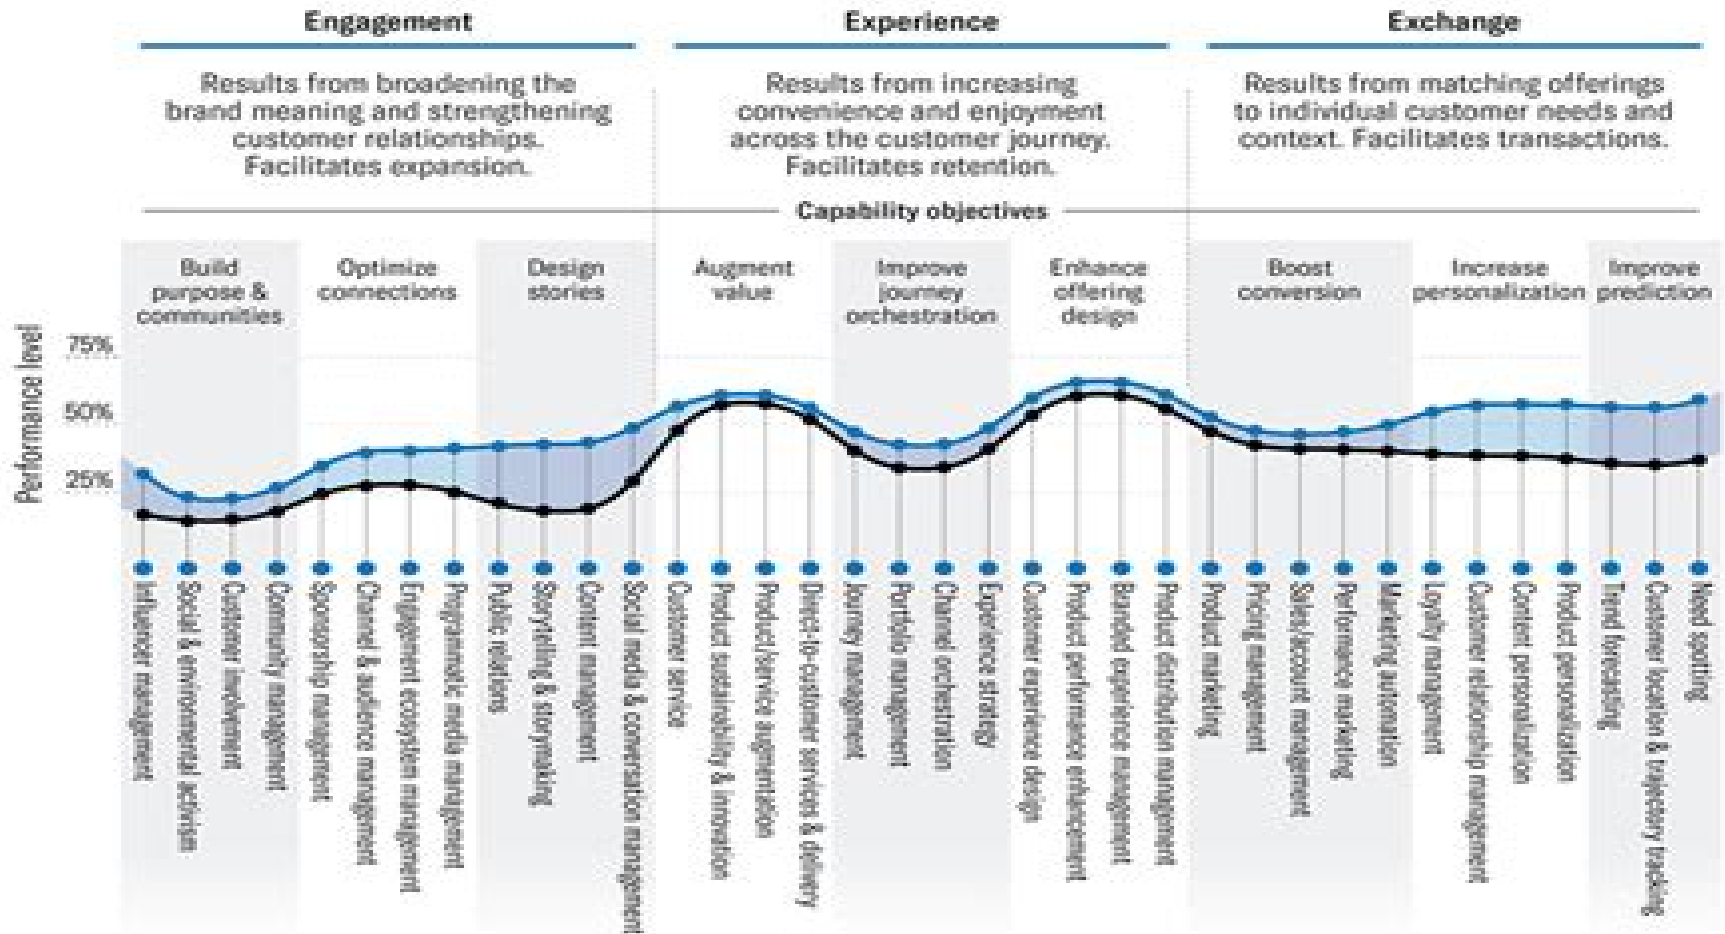 Engagement
Results from broadening the
brand meaning and strengthening
customer relationships.
Facilitates expansion.
Experience
Results from increasing
convenience and enjoyment
across the customer journey.
Facilitates retention.
Exchange
Results from matching offerings
to individual customer needs and
context. Facilitates transactions.
Capability objectives
Build
purpose &
communities
Optimize
connections
Design
stories
Augment
value
Improve
journey
orchestration
Enhance
offering
design
Boost
conversion
Increase
personalization
Improve
prediction
Performance level
75%
50%
25%
Influencer management
Social & environmental activism
Customer involvement
Community management
Sponsorship management
Channel & audience management
Engagement ecosystem management
Programmatic media management
Public relations
Storytelling & storymaking
Content management
Social media & conversation management
Customer service
Product sustainability & innovation
Product/service augmentation
Direct-to-customer services & delivery
Journey management
Portfolio management
Channel orchestration
Experience strategy
Customer experience design
Product performance enhancement
Branded experience management
Product distribution management
Product marketing
Pricing management
Sales/account management
Performance marketing
Marketing automation
Loyalty management
Customer relationship management
Content personalization
Product personalization
Trend forecasting
Customer location & trajectory tracking
Need spotting